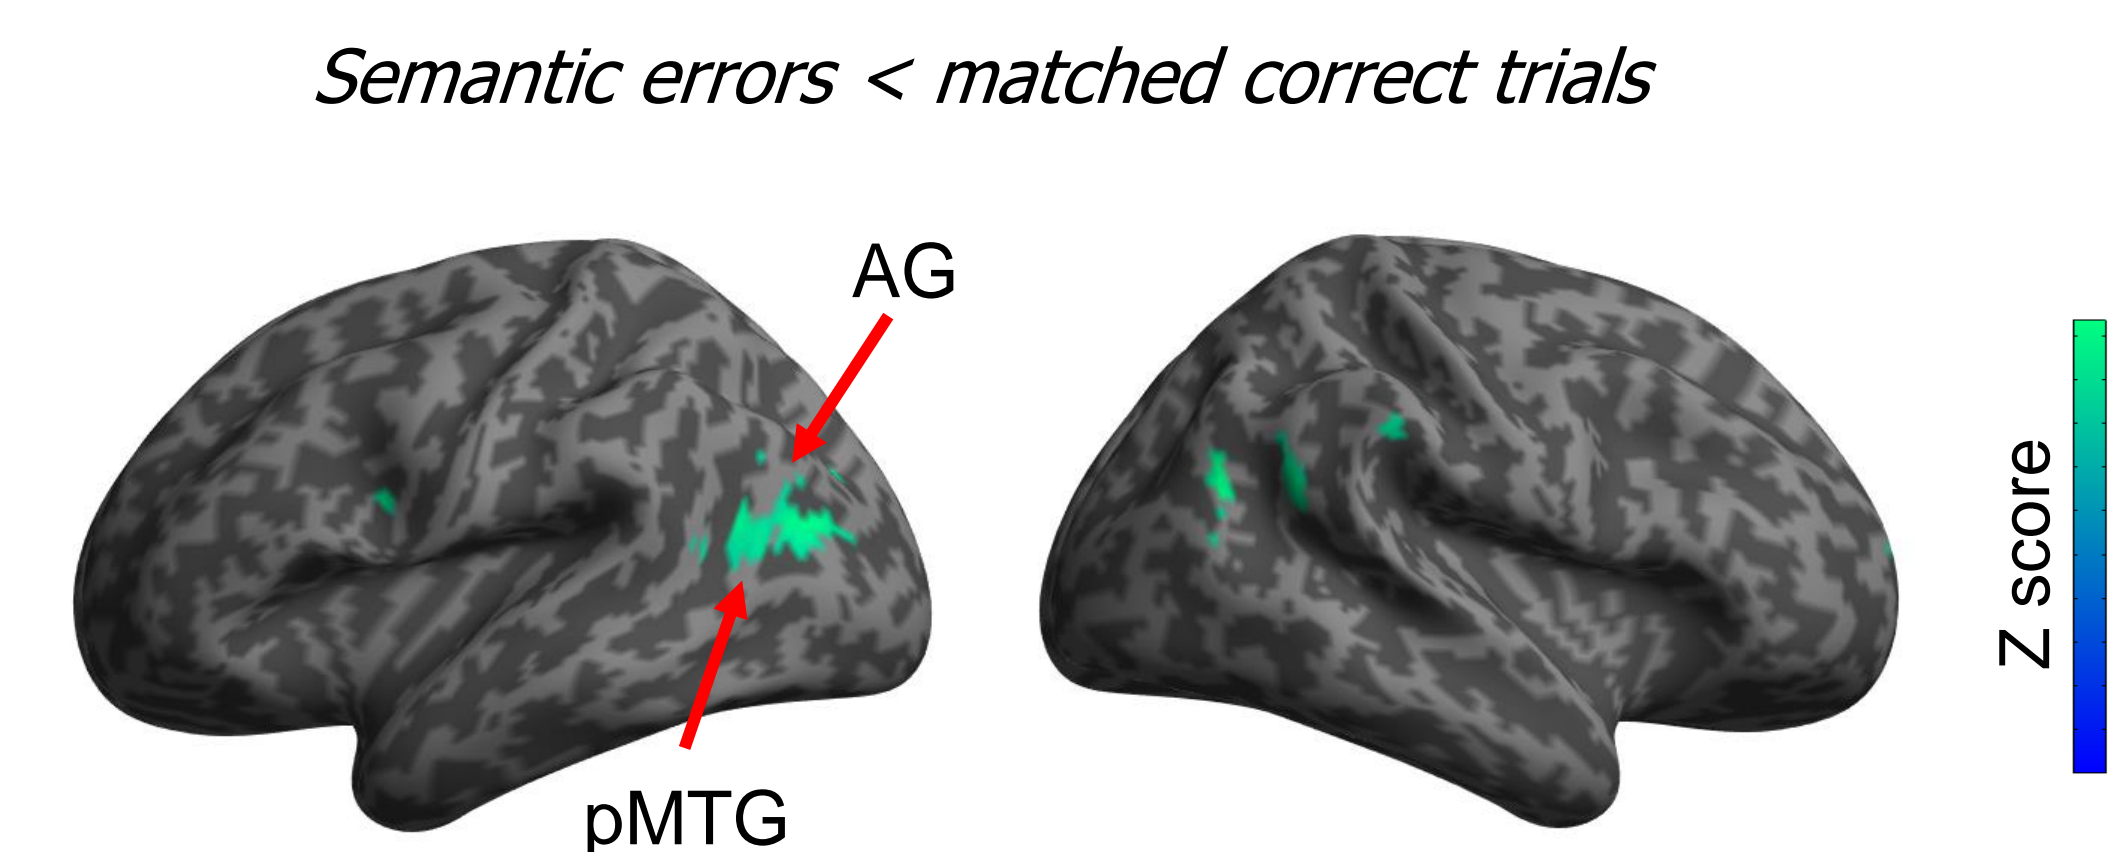 Semantic errors < matched correct trials
AG
pMTG
Z score